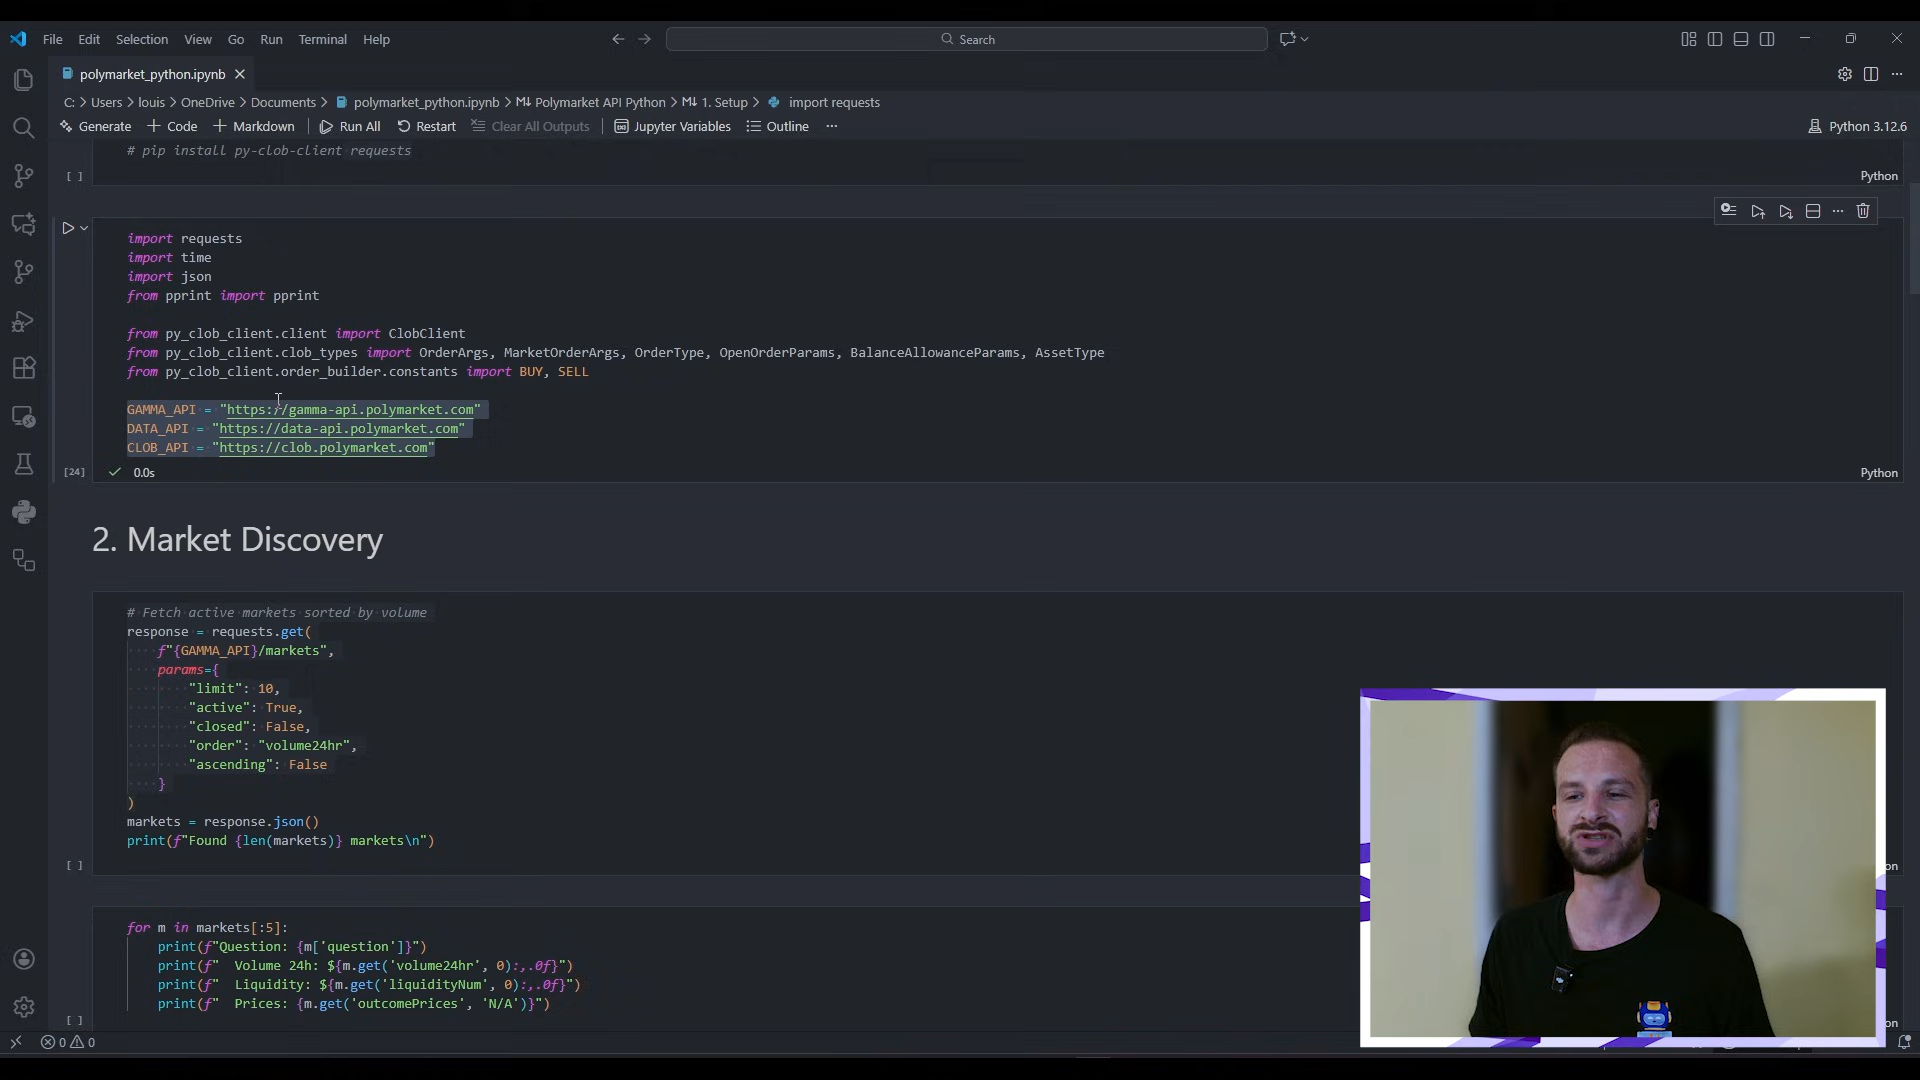 File Edit Selection View Go Run Terminal Help
Search
polymarket_python.ipynb
C: > Users > louis > OneDrive > Documents > polymarket_python.ipynb > M↓ Polymarket API Python > M↓ 1. Setup > import requests
Generate + Code + Markdown Run All Restart Clear All Outputs Jupyter Variables Outline ...
Python 3.12.6
# pip install py-clob-client requests
[ ]
Python
import requests
import time
import json
from pprint import pprint
from py_clob_client.client import ClobClient
from py_clob_client.clob_types import OrderArgs, MarketOrderArgs, OrderType, OpenOrderParams, BalanceAllowanceParams, AssetType
from py_clob_client.order_builder.constants import BUY, SELL
GAMMA_API = "https://gamma-api.polymarket.com"
DATA_API = "https://data-api.polymarket.com"
CLOB_API = "https://clob.polymarket.com"
[24] 0.0s
Python
2. Market Discovery
# Fetch active markets sorted by volume
response = requests.get(
f"{GAMMA_API}/markets",
params={
"limit": 10,
"active": True,
"closed": False,
"order": "volume24hr",
"ascending": False
}
)
markets = response.json()
print(f"Found {len(markets)} markets\n")
[ ]
on
for m in markets[:5]:
print(f"Question: {m['question']}")
print(f"  Volume 24h: ${m.get('volume24hr', 0):,.0f}")
print(f"  Liquidity: ${m.get('liquidityNum', 0):,.0f}")
print(f"  Prices: {m.get('outcomePrices', 'N/A')}")
[ ]
on
0 0